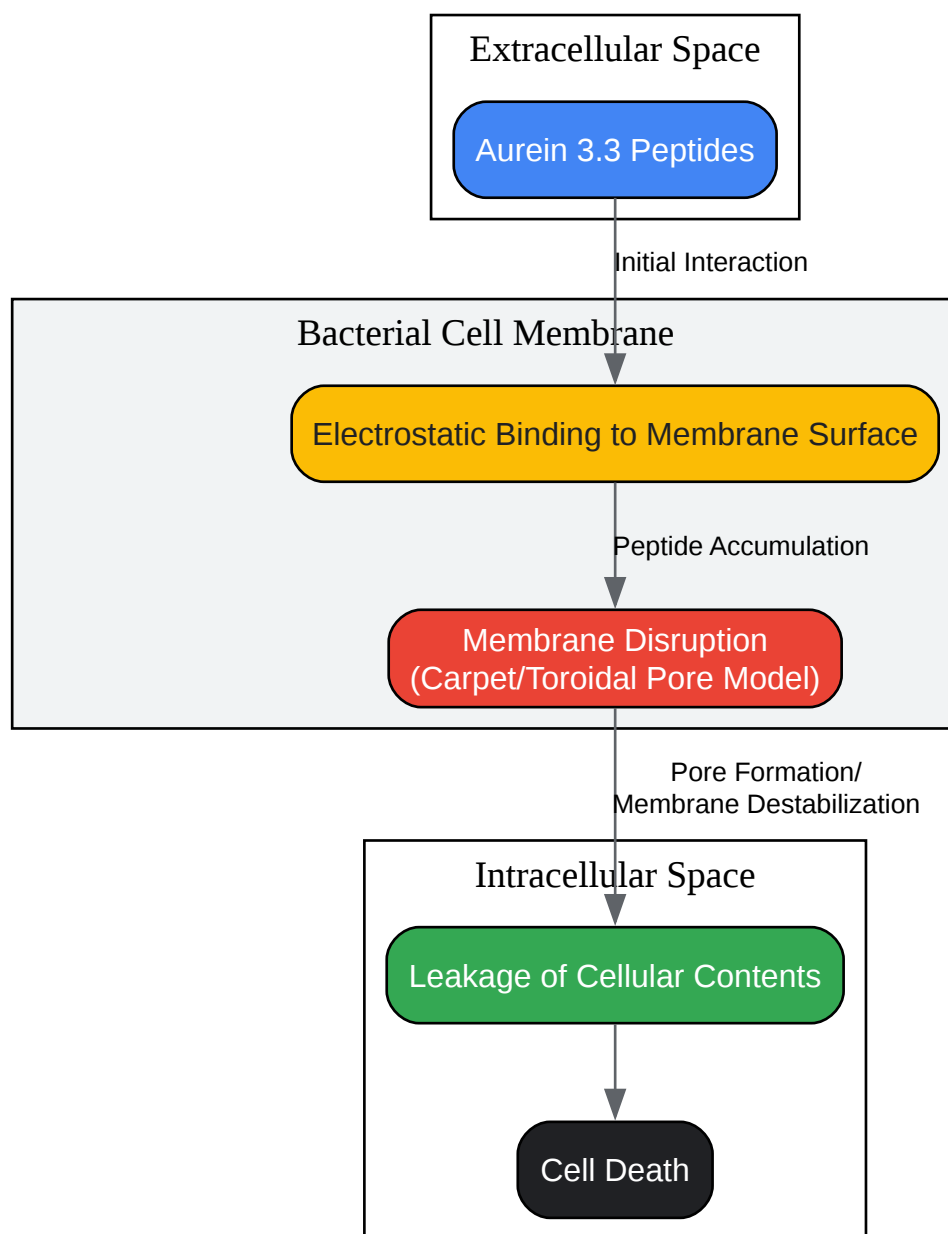 Extracellular Space
Aurein 3.3 Peptides
Initial Interaction
Bacterial Cell Membrane
Electrostatic Binding to Membrane Surface
Peptide Accumulation
Membrane Disruption
(Carpet/Toroidal Pore Model)
Pore Formation/
Membrane Destabilization
Intracellular Space
Leakage of Cellular Contents
Cell Death